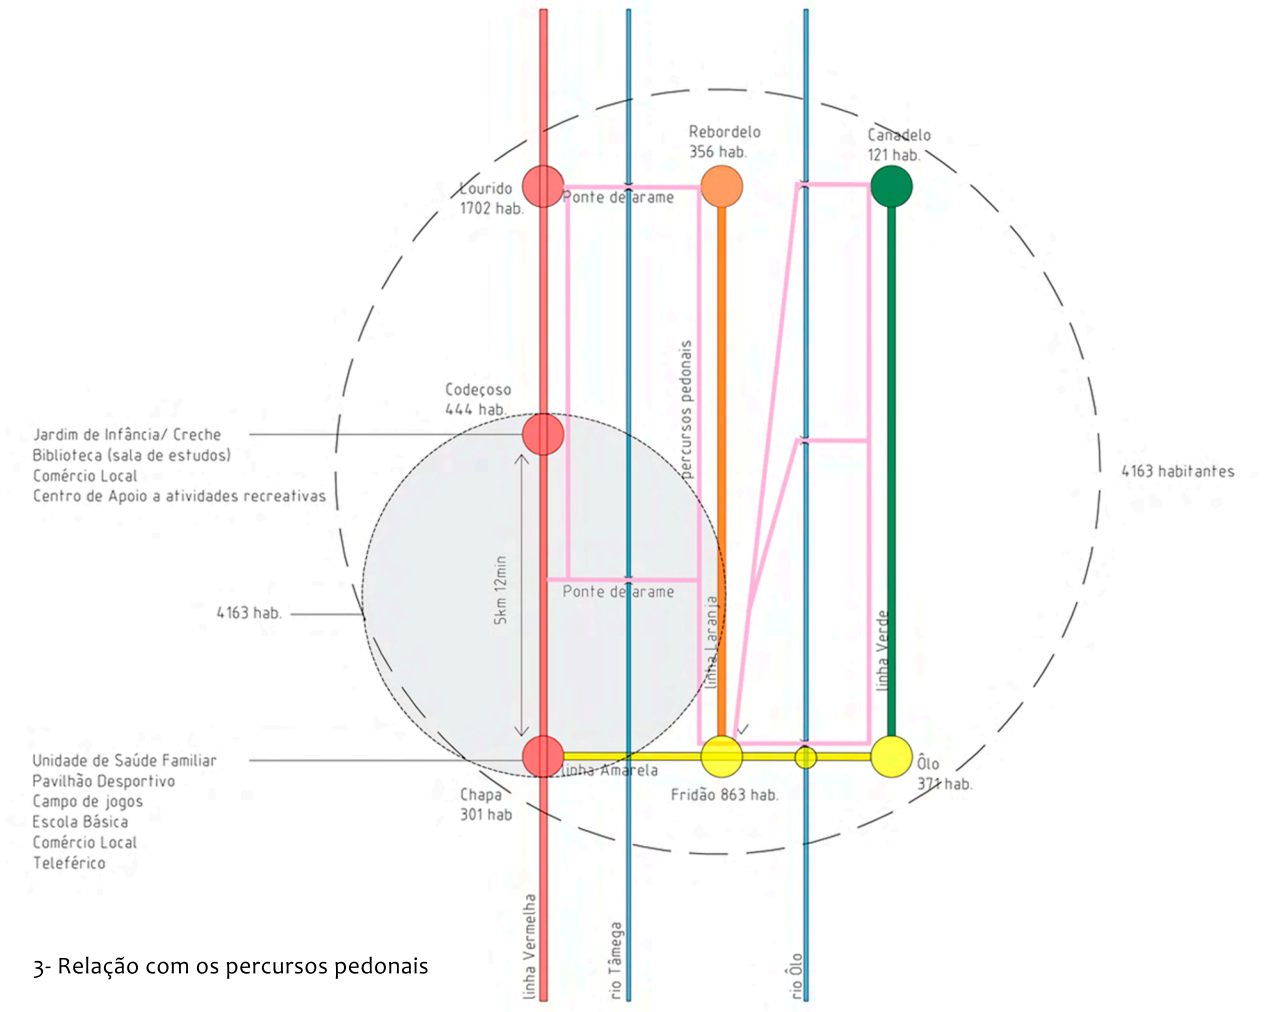 Rebordelo
356 hab.
Canadelo
121 hab.
Lourido
1702 hab.
Ponte de arame
percursos pedonais
Codeçoso
444 hab.
Jardim de Infância/ Creche
Biblioteca (sala de estudos)
Comércio Local
Centro de Apoio a atividades recreativas
4163 habitantes
5km 12min
Ponte de arame
4163 hab.
linha Laranja
linha Verde
Unidade de Saúde Familiar
Pavilhão Desportivo
Campo de jogos
Escola Básica
Comércio Local
Teleférico
linha Amarela
Chapa
301 hab
Fridão 863 hab.
Ôlo
371 hab.
linha Vermelha
rio Tâmega
rio Ôlo
3- Relação com os percursos pedonais